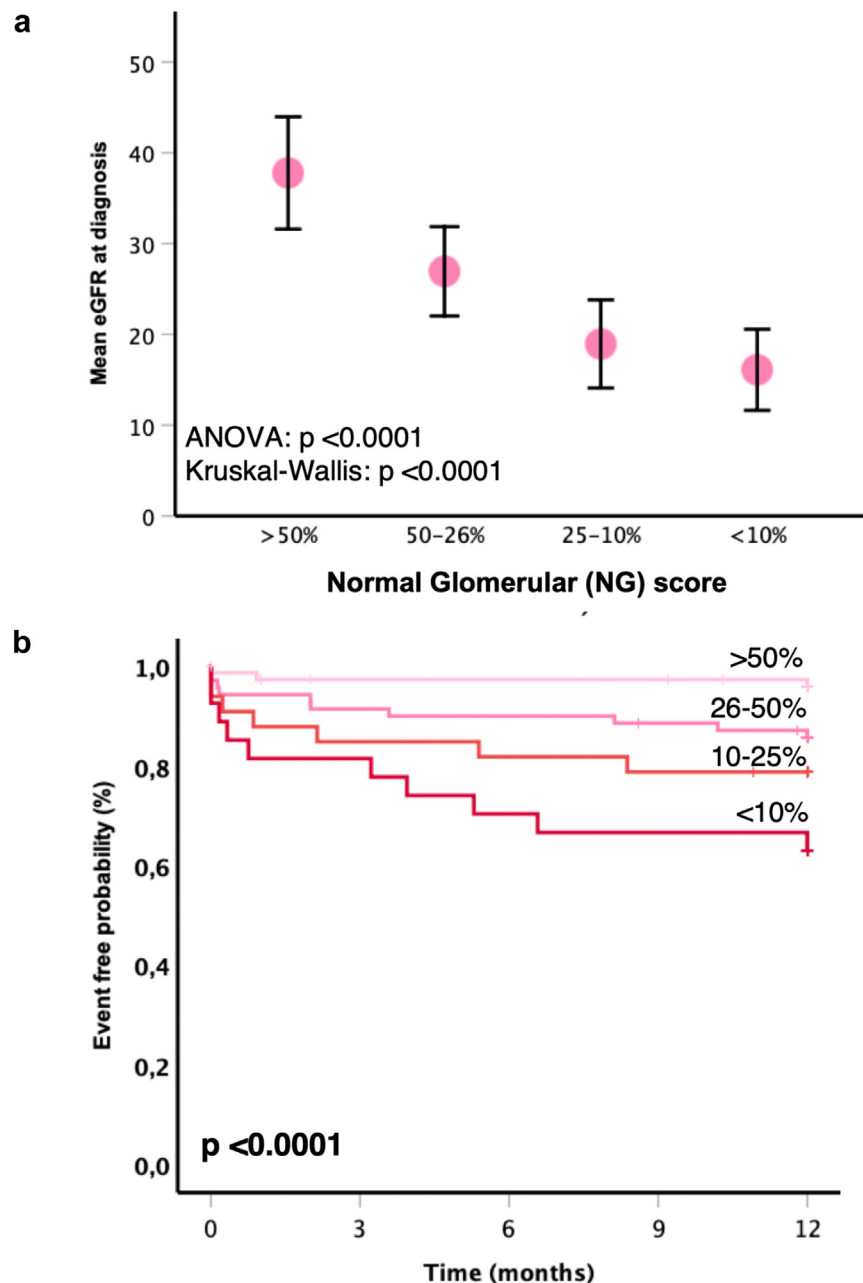 a
Mean eGFR at diagnosis
50
40
30
20
10
0
ANOVA: p <0.0001
Kruskal-Wallis: p <0.0001
>50%
50-26%
25-10%
<10%
Normal Glomerular (NG) score
b
Event free probability (%)
1,0
0,8
0,6
0,4
0,2
0,0
>50%
26-50%
10-25%
<10%
p <0.0001
0
3
6
9
12
Time (months)